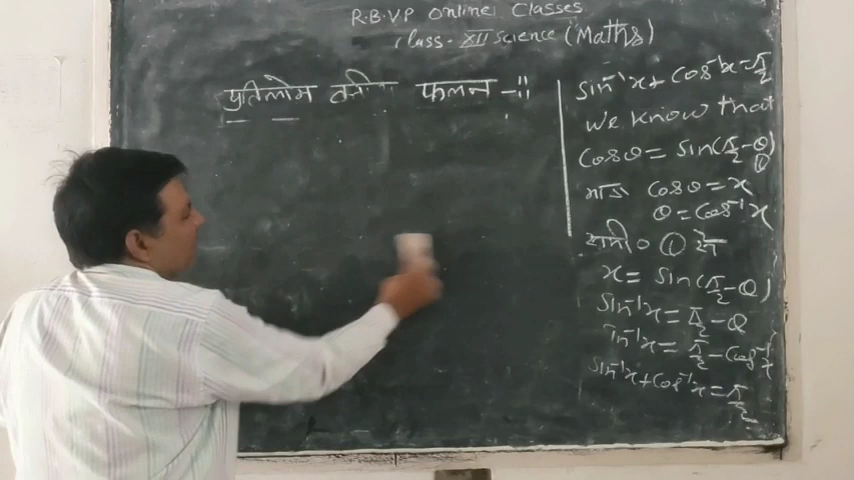 R.B.V.P Online Classes
Class-XII Science (Maths)
प्रतिलोम फलन -II
sin⁻¹x + cos⁻¹x = π/2
We know that
Cosθ = sin(π/2-θ)
①
माना Cosθ = x
θ = Cos⁻¹x
समी० ① से
x = sin(π/2-θ)
Sin⁻¹x = π/2-θ
Sin⁻¹x = π/2-Cos⁻¹x
Sin⁻¹x+Cos⁻¹x = π/2